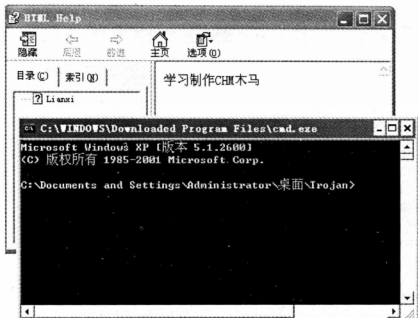 HTML Help
隐藏 后退 前进 主页 选项(O)
目录(C) 索引(N)
Lianxi
学习制作CHM木马
C:\WINDOWS\Downloaded Program Files\cmd.exe
Microsoft Windows XP [版本 5.1.2600]
(C) 版权所有 1985-2001 Microsoft Corp.
C:\Documents and Settings\Administrator\桌面\Irojan>